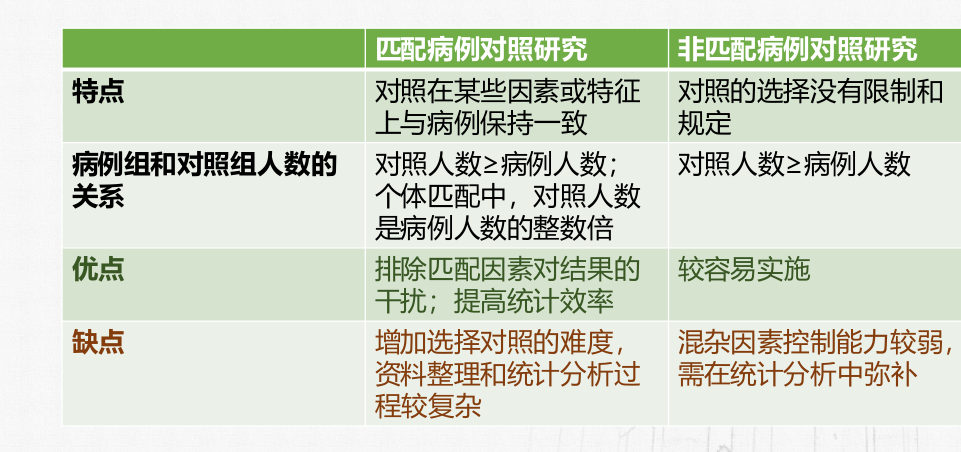 匹配病例对照研究
非匹配病例对照研究
特点
对照在某些因素或特征
上与病例保持一致
对照的选择没有限制和
规定
病例组和对照组人数的
关系
对照人数≥病例人数；
个体匹配中，对照人数
是病例人数的整数倍
对照人数≥病例人数
优点
排除匹配因素对结果的
干扰；提高统计效率
较容易实施
缺点
增加选择对照的难度，
资料整理和统计分析过
程较复杂
混杂因素控制能力较弱，
需在统计分析中弥补